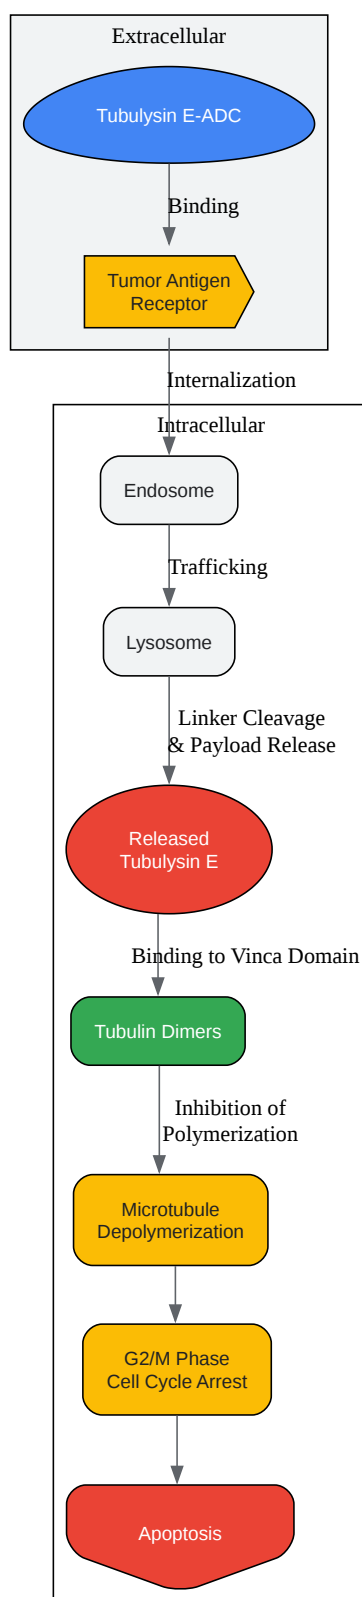 Extracellular
Tubulysin E-ADC
Binding
Tumor Antigen
Receptor
Internalization
Intracellular
Endosome
Trafficking
Lysosome
Linker Cleavage
& Payload Release
Released
Tubulysin E
Binding to Vinca Domain
Tubulin Dimers
Inhibition of
Polymerization
Microtubule
Depolymerization
G2/M Phase
Cell Cycle Arrest
Apoptosis